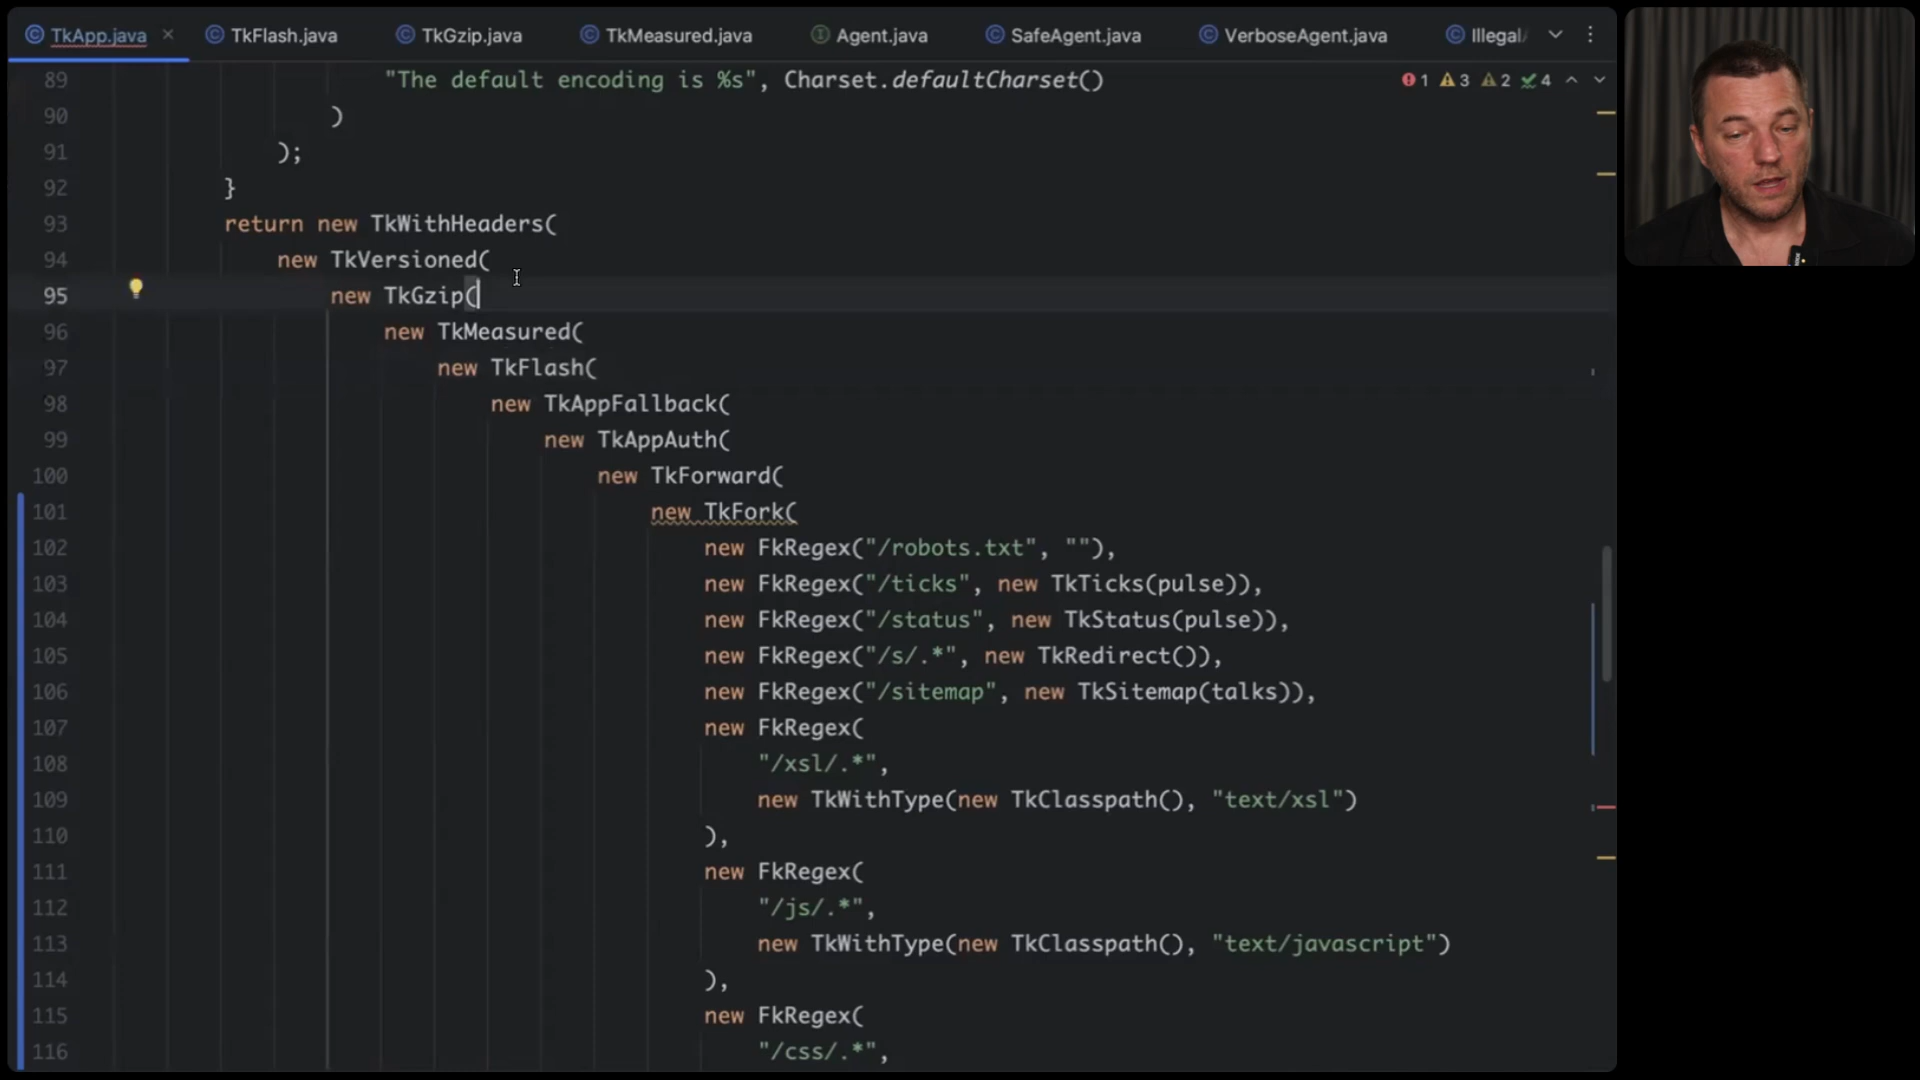 TkApp.java TkFlash.java TkGzip.java TkMeasured.java Agent.java SafeAgent.java VerboseAgent.java Illegal
89 "The default encoding is %s", Charset.defaultCharset() 1 3 2 4
90 )
91 );
92 }
93 return new TkWithHeaders(
94 new TkVersioned(
95 new TkGzip(
96 new TkMeasured(
97 new TkFlash(
98 new TkAppFallback(
99 new TkAppAuth(
100 new TkForward(
101 new TkFork(
102 new FkRegex("/robots.txt", ""),
103 new FkRegex("/ticks", new TkTicks(pulse)),
104 new FkRegex("/status", new TkStatus(pulse)),
105 new FkRegex("/s/.*", new TkRedirect()),
106 new FkRegex("/sitemap", new TkSitemap(talks)),
107 new FkRegex(
108 "/xsl/.*",
109 new TkWithType(new TkClasspath(), "text/xsl")
110 ),
111 new FkRegex(
112 "/js/.*",
113 new TkWithType(new TkClasspath(), "text/javascript")
114 ),
115 new FkRegex(
116 "/css/.*",